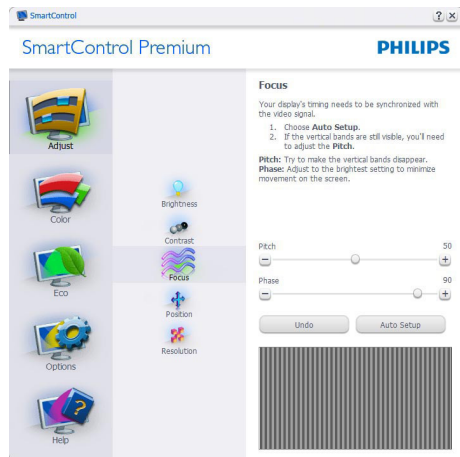 SmartControl
SmartControl Premium
PHILIPS
Adjust
Color
Eco
Options
Help
Brightness
Contrast
Focus
Position
Resolution
Focus
Your display's timing needs to be synchronized with
the video signal.
1. Choose Auto Setup.
2. If the vertical bands are still visible, you'll need
to adjust the Pitch.
Pitch: Try to make the vertical bands disappear.
Phase: Adjust to the brightest setting to minimize
movement on the screen.
Pitch 50
Phase 90
Undo Auto Setup